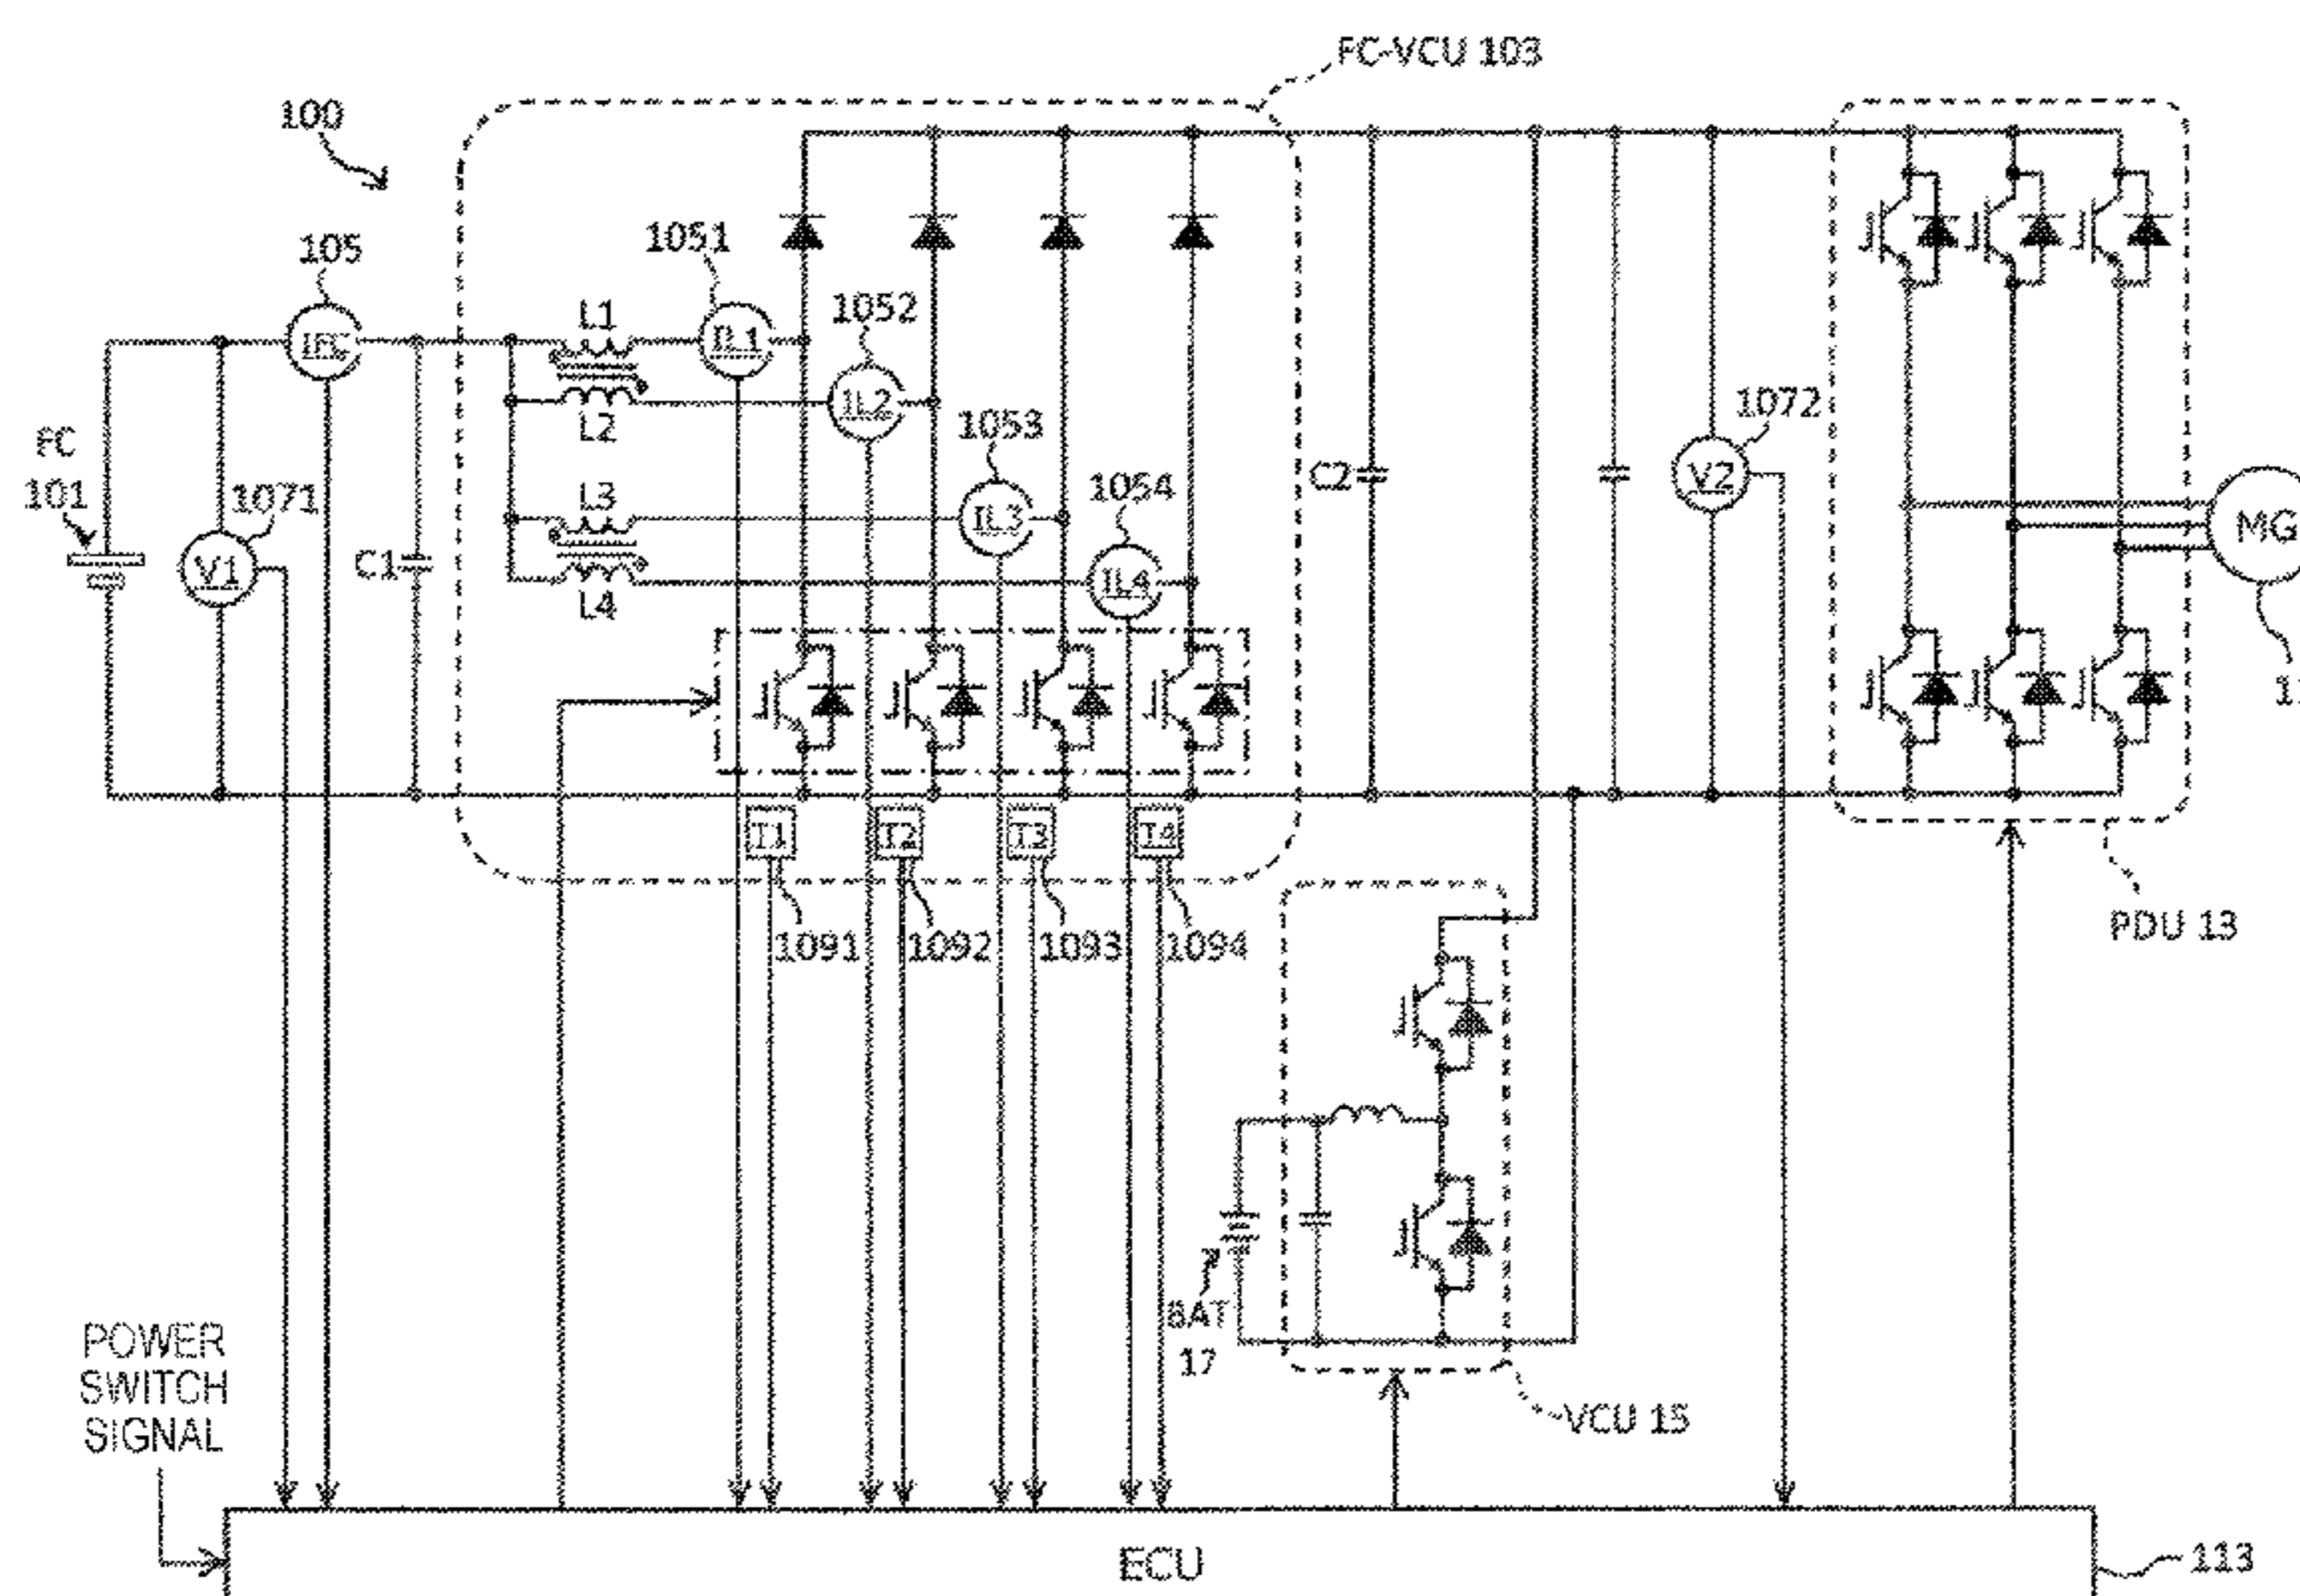 FC-VCU 103
100
105
1051
1052
1053
1054
IFC
L1
L2
L3
L4
IL1
IL2
IL3
IL4
FC
101
1071
V1
C1
C2
1072
V2
MG
11
T1
T2
T3
T4
1091
1092
1093
1094
PDU 13
BAT
17
VCU 15
POWER
SWITCH
SIGNAL
ECU
113